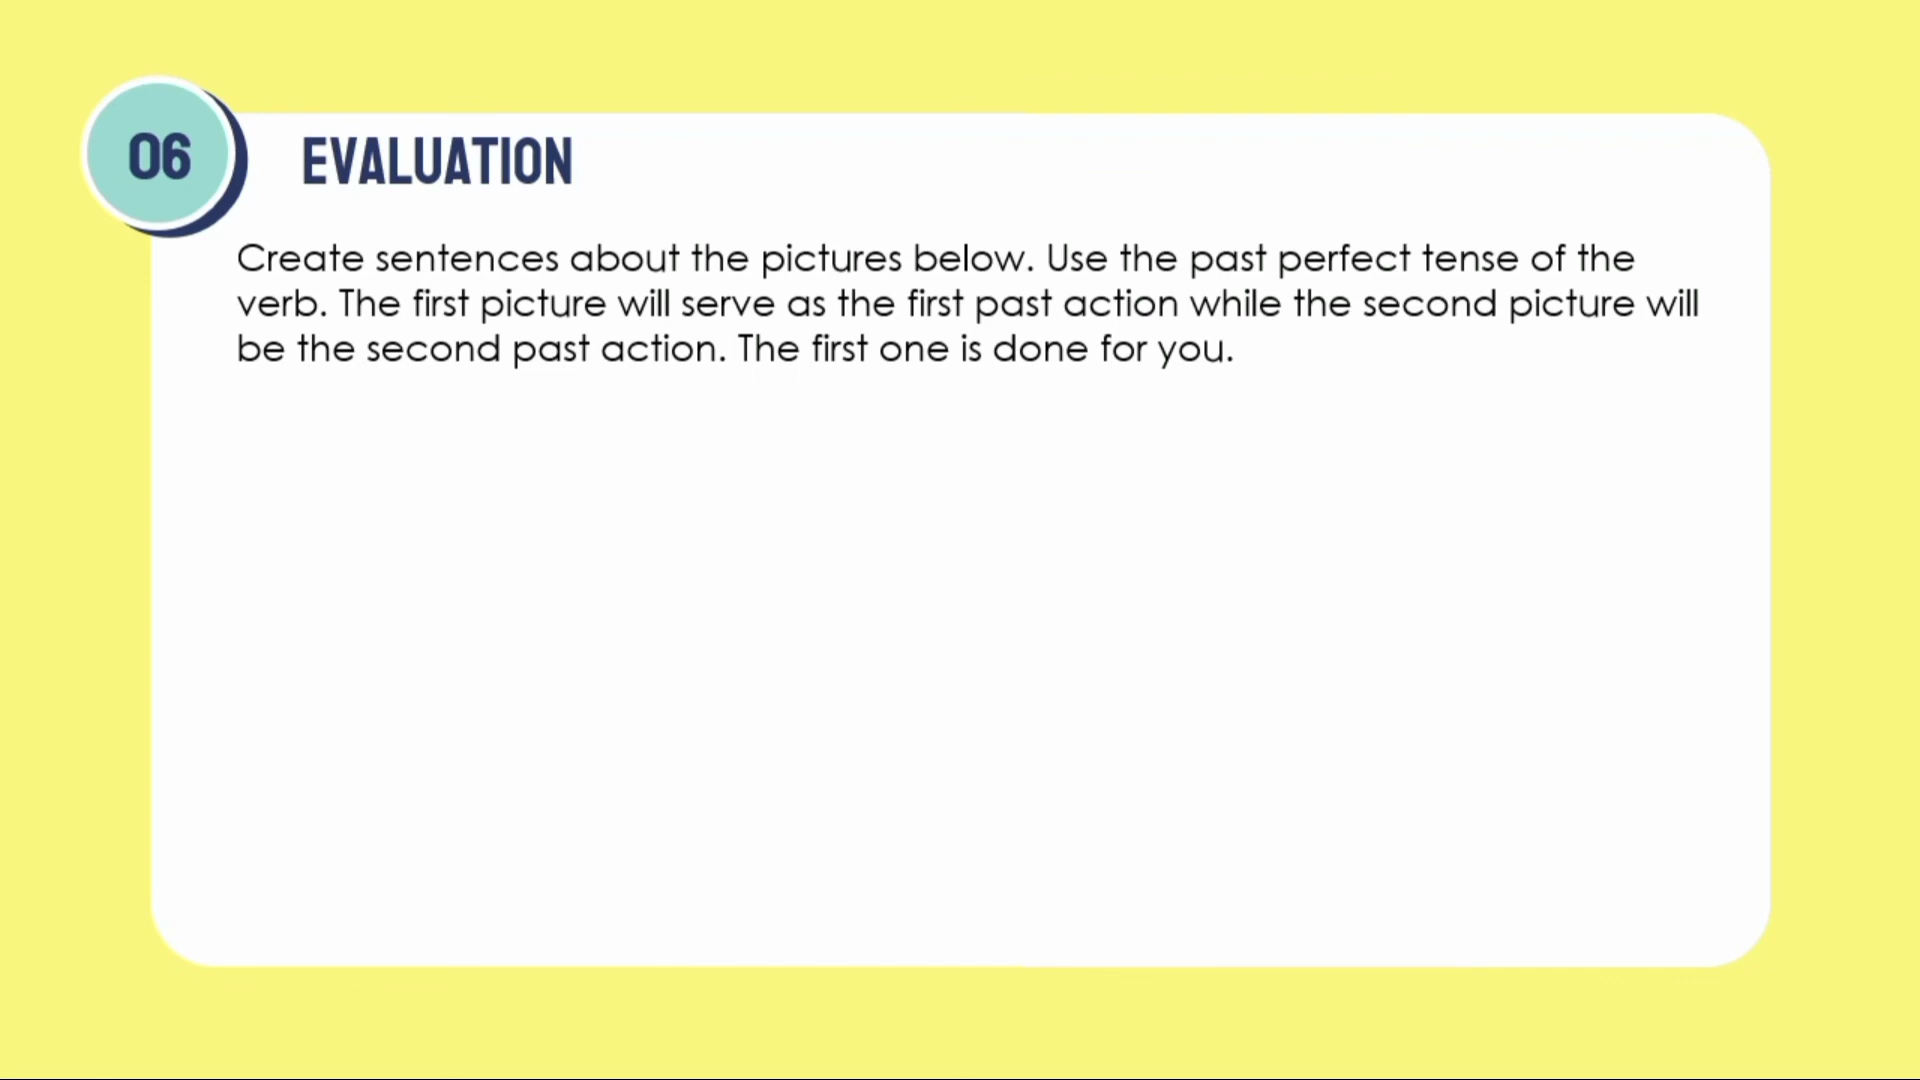 06
EVALUATION
Create sentences about the pictures below. Use the past perfect tense of the
verb. The first picture will serve as the first past action while the second picture will
be the second past action. The first one is done for you.